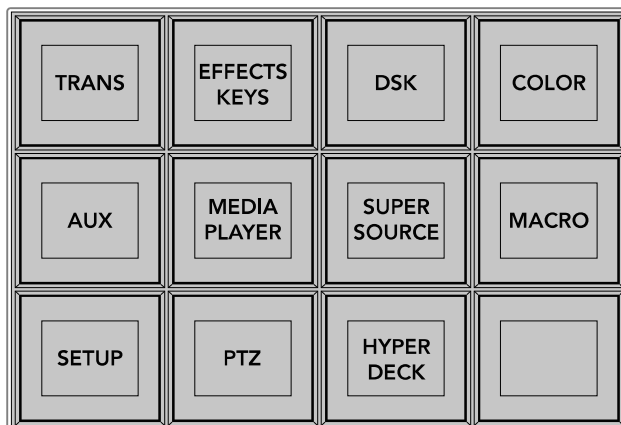 TRANS
EFFECTS
KEYS
DSK
COLOR
AUX
MEDIA
PLAYER
SUPER
SOURCE
MACRO
SETUP
PTZ
HYPER
DECK